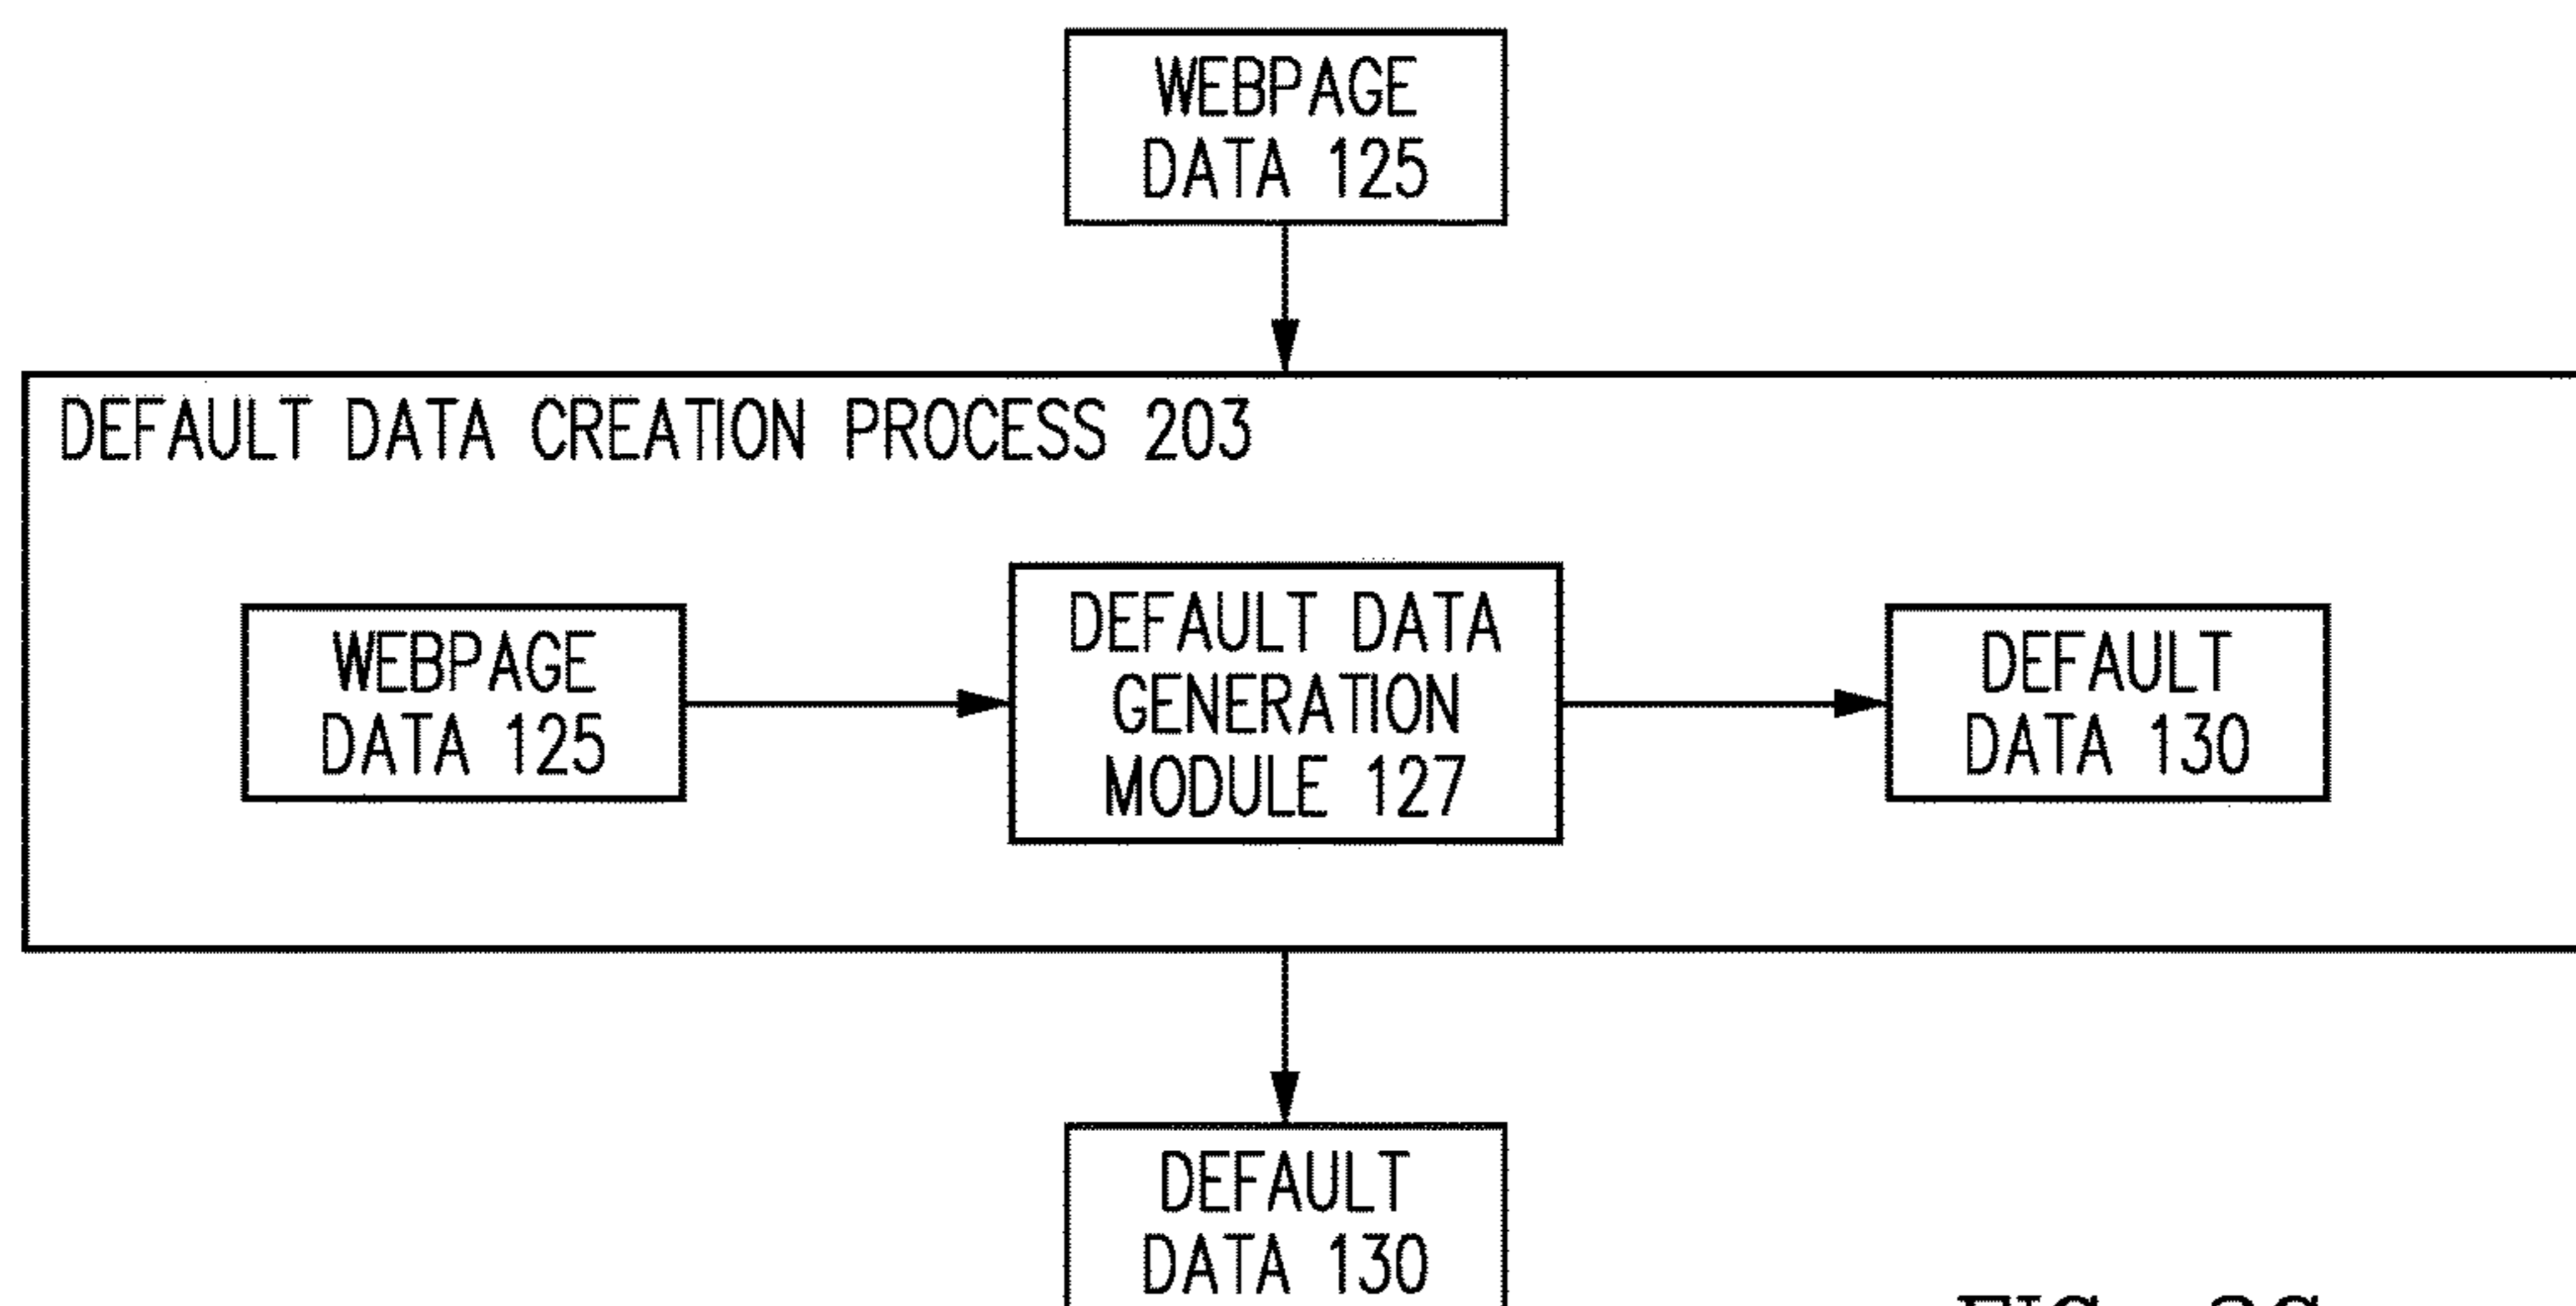 WEBPAGE
DATA 125
DEFAULT DATA CREATION PROCESS 203
WEBPAGE
DATA 125
DEFAULT DATA
GENERATION
MODULE 127
DEFAULT
DATA 130
DEFAULT
DATA 130